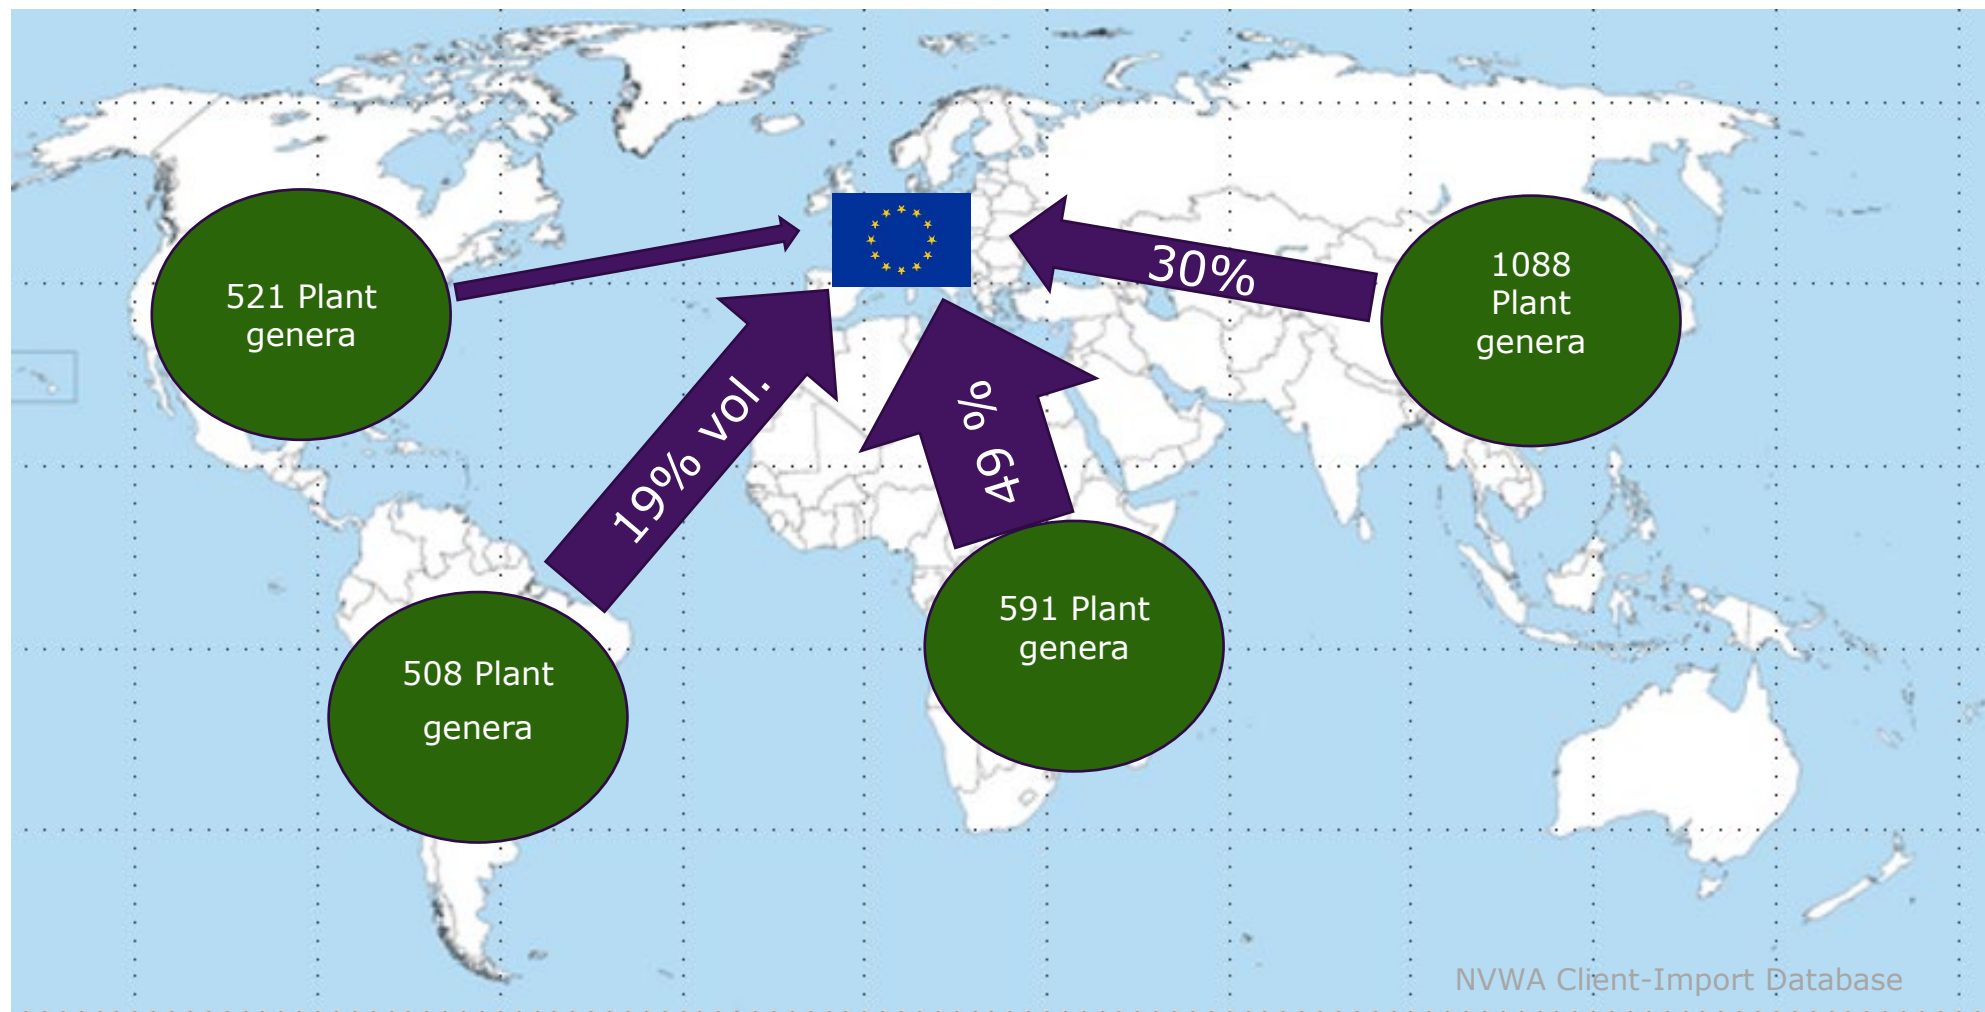 521 Plant
genera
30%
1088
Plant
genera
19% vol.
49 %
591 Plant
genera
508 Plant
genera
NVWA Client-Import Database